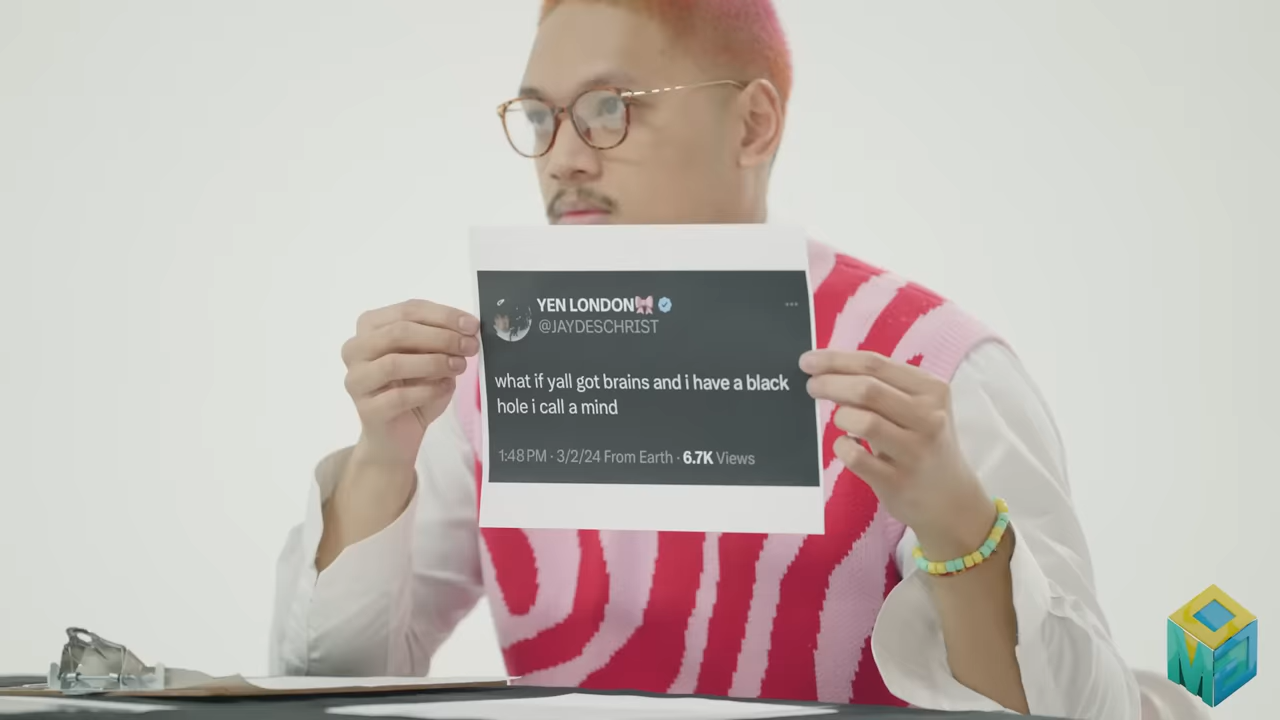 YEN LONDON🎀
@JAYDESCHRIST
...
what if yall got brains and i have a black
hole i call a mind
1:48 PM · 3/2/24 From Earth · 6.7K Views